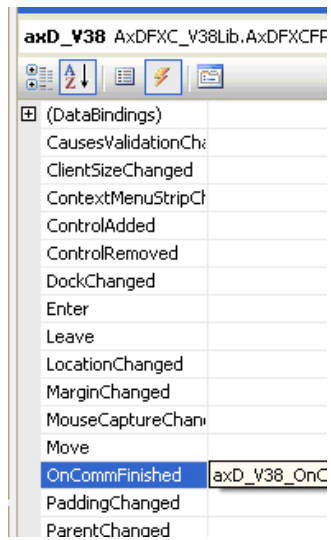 axD_V38 AxDFXC_V38Lib.AxDFXCFP
(DataBindings)
CausesValidationCha
ClientSizeChanged
ContextMenuStripCh
ControlAdded
ControlRemoved
DockChanged
Enter
Leave
LocationChanged
MarginChanged
MouseCaptureChan
Move
OnCommFinished axD_V38_OnC
PaddingChanged
ParentChanged